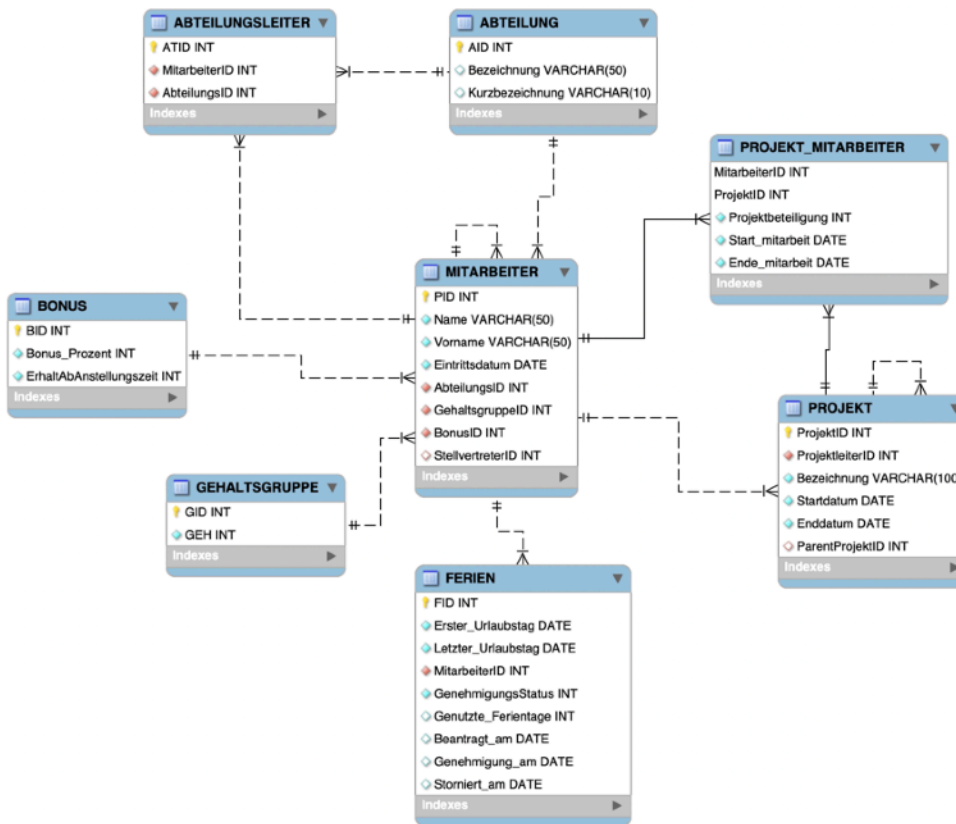 ABTEILUNGSLEITER
ATID INT
MitarbeiterID INT
AbteilungsID INT
Indexes
ABTEILUNG
AID INT
Bezeichnung VARCHAR(50)
Kurzbezeichnung VARCHAR(10)
Indexes
PROJEKT_MITARBEITER
MitarbeiterID INT
ProjektID INT
Projektbeteiligung INT
Start_mitarbeit DATE
Ende_mitarbeit DATE
Indexes
BONUS
BID INT
Bonus_Prozent INT
ErhaltAbAnstellungszeit INT
Indexes
MITARBEITER
PID INT
Name VARCHAR(50)
Vorname VARCHAR(50)
Eintrittsdatum DATE
AbteilungsID INT
GehaltsgruppeID INT
BonusID INT
StellvertreterID INT
Indexes
PROJEKT
ProjektID INT
ProjektleiterID INT
Bezeichnung VARCHAR(100
Startdatum DATE
Enddatum DATE
ParentProjektID INT
Indexes
GEHALTSGRUPPE
GID INT
GEH INT
Indexes
FERIEN
FID INT
Erster_Urlaubstag DATE
Letzter_Urlaubstag DATE
MitarbeiterID INT
GenehmigungsStatus INT
Genutzte_Ferientage INT
Beantragt_am DATE
Genehmigung_am DATE
Storniert_am DATE
Indexes